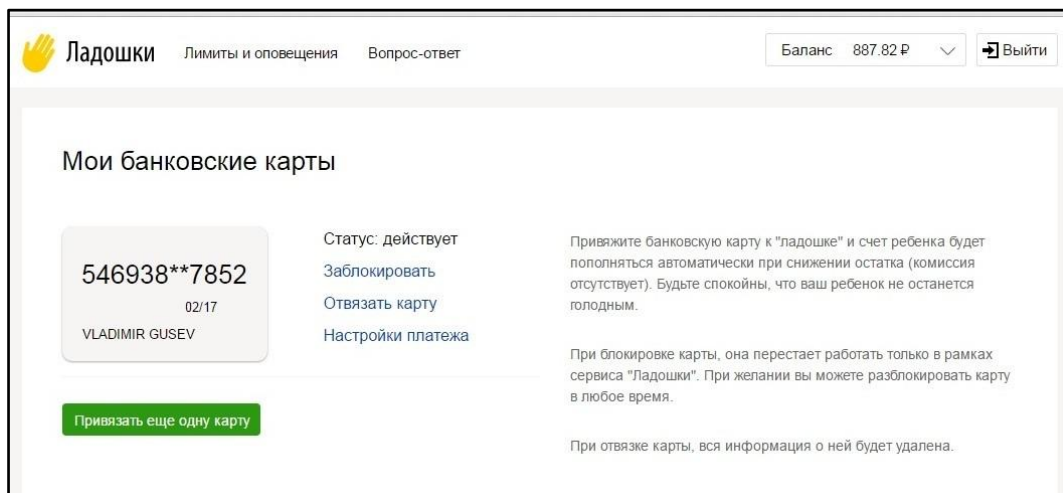 Ладошки Лимиты и оповещения Вопрос-ответ Баланс 887.82 ₽ Выйти
Мои банковские карты
546938**7852
02/17
VLADIMIR GUSEV
Привязать еще одну карту
Статус: действует
Заблокировать
Отвязать карту
Настройки платежа
Привяжите банковскую карту к "ладошке" и счет ребенка будет
пополняться автоматически при снижении остатка (комиссия
отсутствует). Будьте спокойны, что ваш ребенок не останется
голодным.
При блокировке карты, она перестает работать только в рамках
сервиса "Ладошки". При желании вы можете разблокировать карту
в любое время.
При отвязке карты, вся информация о ней будет удалена.